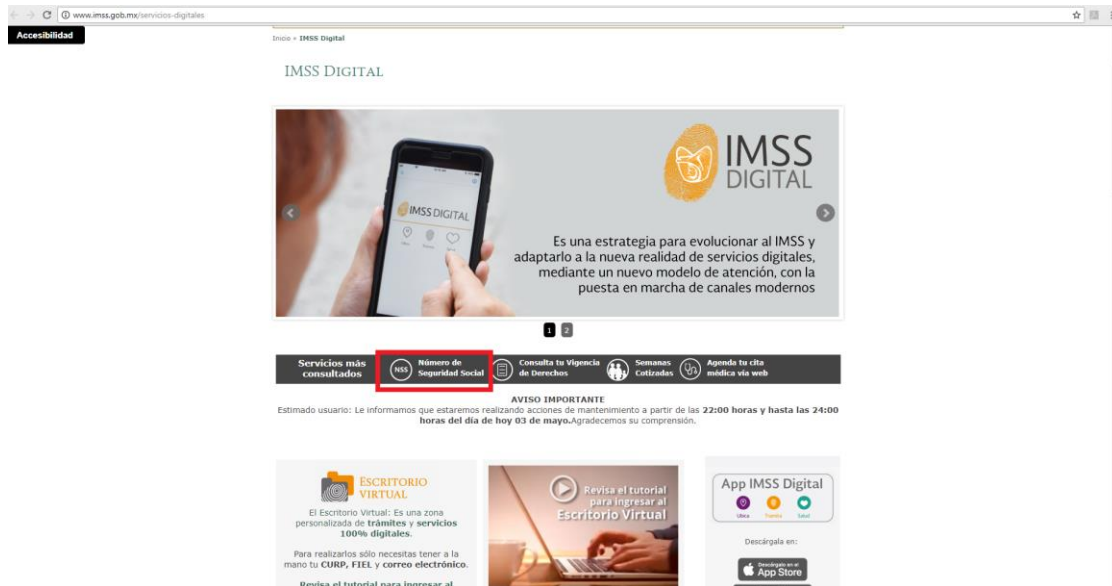 www.imss.gob.mx/servicios-digitales
Accesibilidad
Inicio » IMSS Digital
IMSS Digital
IMSS DIGITAL
IMSS
DIGITAL
Es una estrategia para evolucionar al IMSS y
adaptarlo a la nueva realidad de servicios digitales,
mediante un nuevo modelo de atención, con la
puesta en marcha de canales modernos
1 2
Servicios más
consultados
NSS
Número de
Seguridad Social
Consulta tu Vigencia
de Derechos
Semanas
Cotizadas
Agenda tu cita
médica vía web
AVISO IMPORTANTE
Estimado usuario: Le informamos que estaremos realizando acciones de mantenimiento a partir de las 22:00 horas y hasta las 24:00
horas del día de hoy 03 de mayo.Agradecemos su comprensión.
Escritorio
virtual
El Escritorio Virtual: Es una zona
personalizada de trámites y servicios
100% digitales.
Para realizarlos sólo necesitas tener a la
mano tu CURP, FIEL y correo electrónico.
Revisa el tutorial para ingresar al
Revisa el tutorial
para ingresar al
Escritorio Virtual
App IMSS Digital
Ubica Tramita Salud
Descárgala en:
Descárgalo en el
App Store